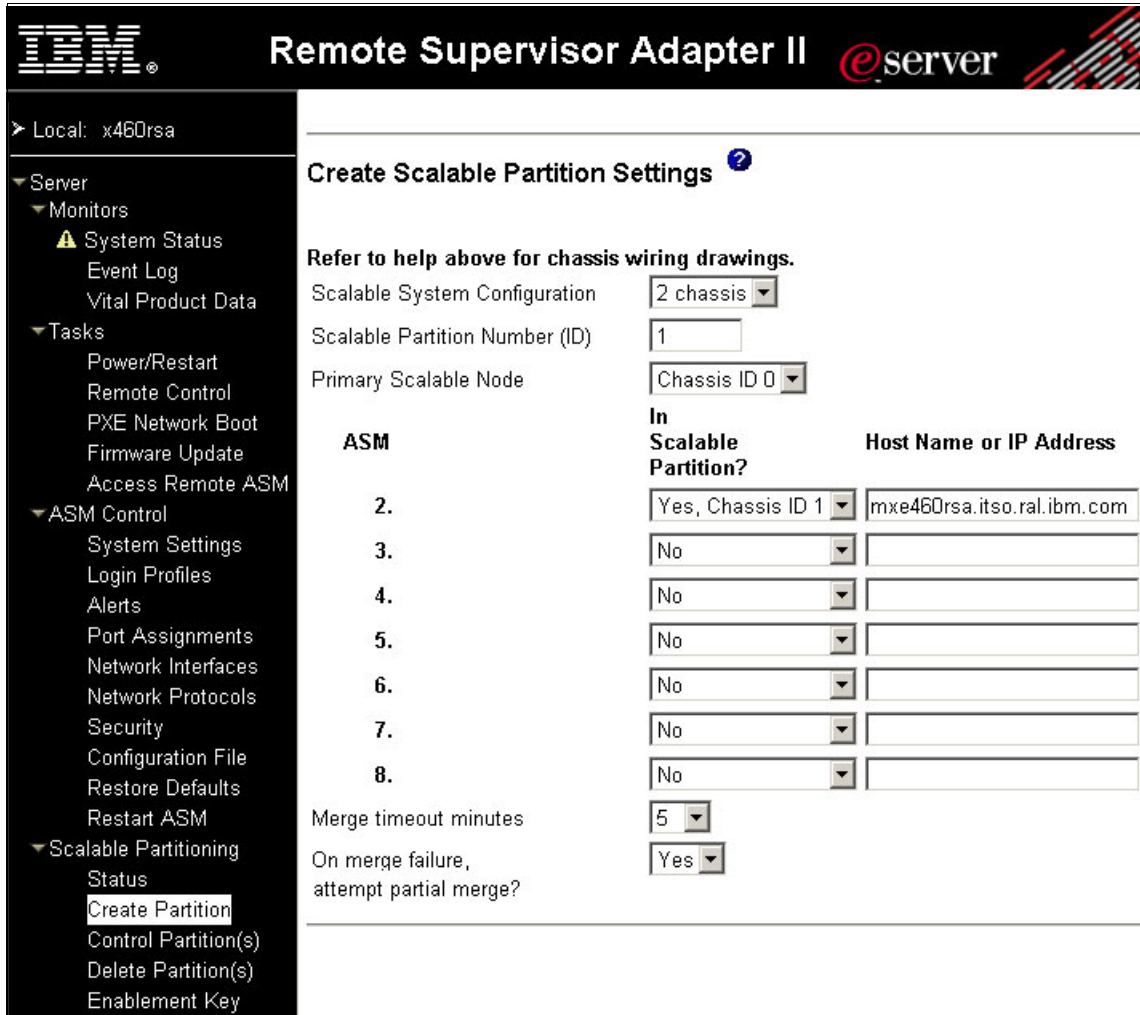 IBM®
Remote Supervisor Adapter II
e server
Local: x460rsa
Server
Monitors
System Status
Event Log
Vital Product Data
Tasks
Power/Restart
Remote Control
PXE Network Boot
Firmware Update
Access Remote ASM
ASM Control
System Settings
Login Profiles
Alerts
Port Assignments
Network Interfaces
Network Protocols
Security
Configuration File
Restore Defaults
Restart ASM
Scalable Partitioning
Status
Create Partition
Control Partition(s)
Delete Partition(s)
Enablement Key
Create Scalable Partition Settings ?
Refer to help above for chassis wiring drawings.
Scalable System Configuration 2 chassis
Scalable Partition Number (ID) 1
Primary Scalable Node Chassis ID 0
ASM In Scalable Partition? Host Name or IP Address
2. Yes, Chassis ID 1 mxe460rsa.itso.ral.ibm.com
3. No
4. No
5. No
6. No
7. No
8. No
Merge timeout minutes 5
On merge failure, Yes
attempt partial merge?